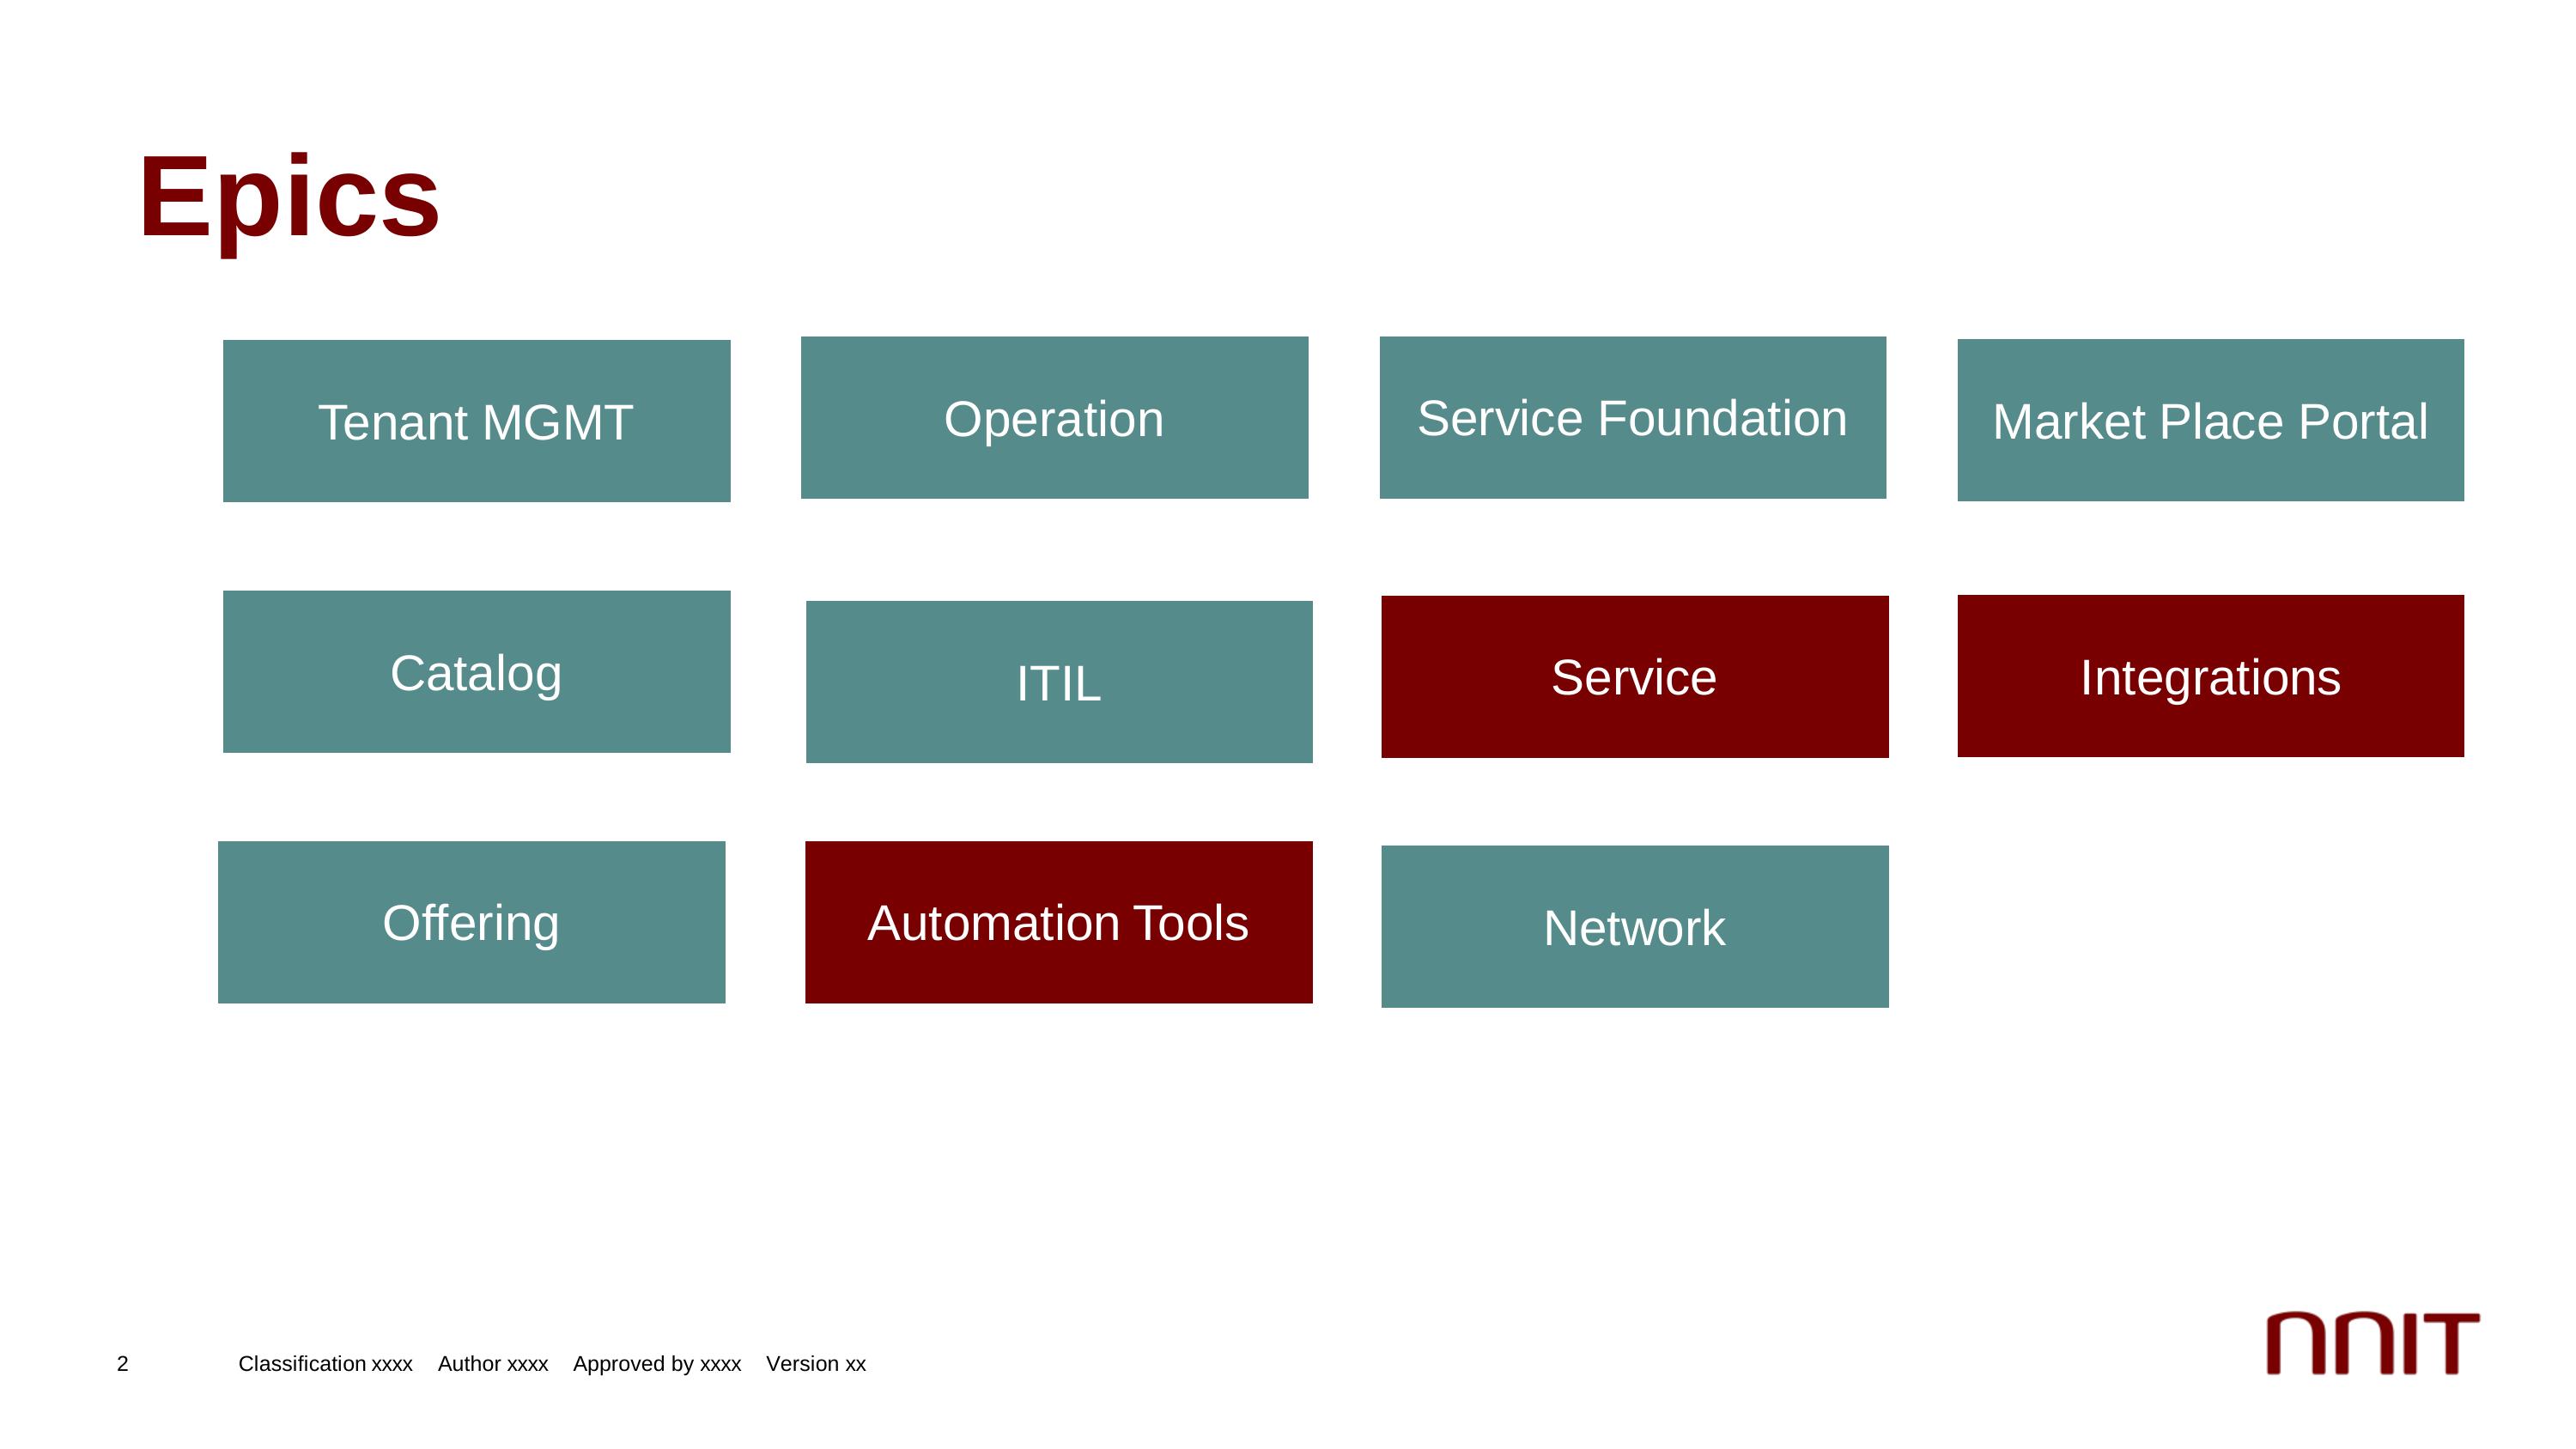 Epics
Tenant MGMT
Operation
Service Foundation
Market Place Portal
Catalog
ITIL
Service
Integrations
Offering
Automation Tools
Network
2 Classification xxxx Author xxxx Approved by xxxx Version xx
nnIT